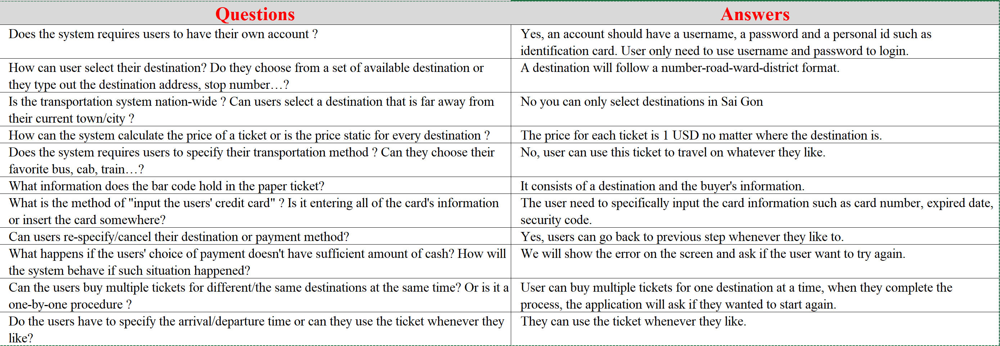 Questions
Answers
Does the system requires users to have their own account ?
Yes, an account should have a username, a password and a personal id such as
identification card. User only need to use username and password to login.
How can user select their destination? Do they choose from a set of available destination or
they type out the destination address, stop number…?
A destination will follow a number-road-ward-district format.
Is the transportation system nation-wide ? Can users select a destination that is far away from
their current town/city ?
No you can only select destinations in Sai Gon
How can the system calculate the price of a ticket or is the price static for every destination ?
The price for each ticket is 1 USD no matter where the destination is.
Does the system requires users to specify their transportation method ? Can they choose their
favorite bus, cab, train…?
No, user can use this ticket to travel on whatever they like.
What information does the bar code hold in the paper ticket?
It consists of a destination and the buyer's information.
What is the method of "input the users' credit card" ? Is it entering all of the card's information
or insert the card somewhere?
The user need to specifically input the card information such as card number, expired date,
security code.
Can users re-specify/cancel their destination or payment method?
Yes, users can go back to previous step whenever they like to.
What happens if the users' choice of payment doesn't have sufficient amount of cash? How will
the system behave if such situation happened?
We will show the error on the screen and ask if the user want to try again.
Can the users buy multiple tickets for different/the same destinations at the same time? Or is it a
one-by-one procedure ?
User can buy multiple tickets for one destination at a time, when they complete the
process, the application will ask if they wanted to start again.
Do the users have to specify the arrival/departure time or can they use the ticket whenever they
like?
They can use the ticket whenever they like.